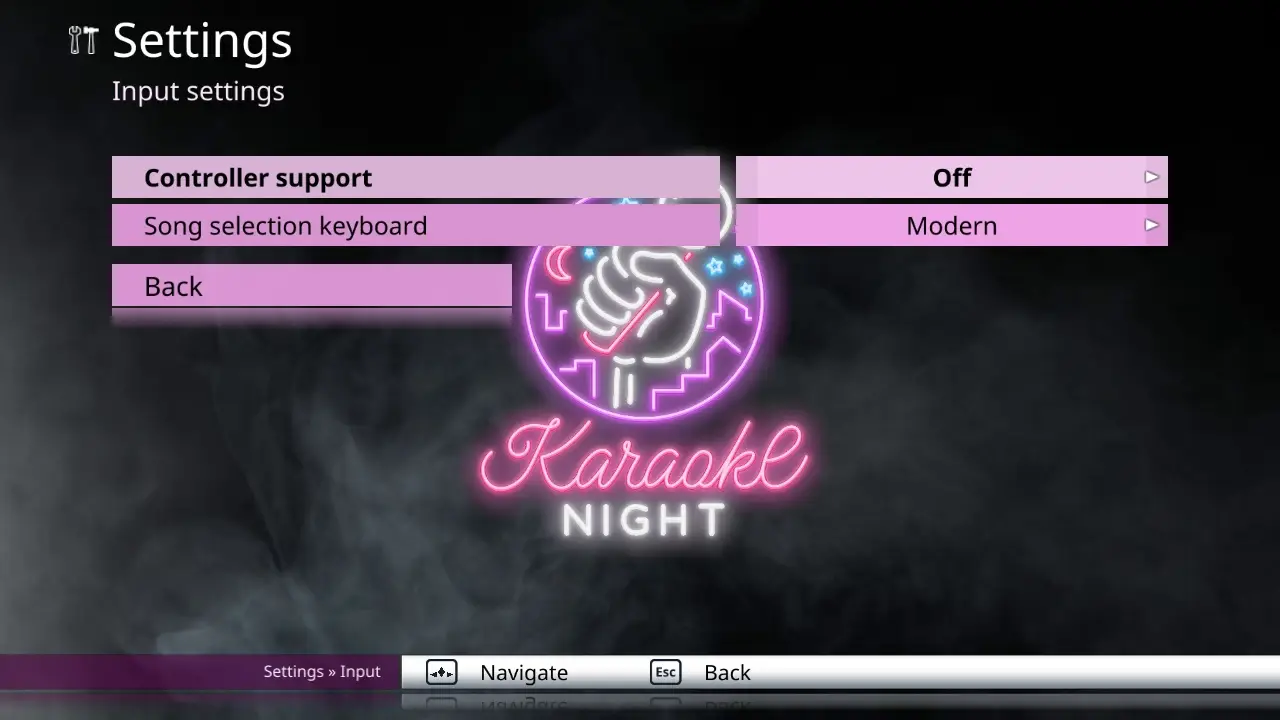 Settings
Input settings
Controller support Off
Song selection keyboard Modern
Back
Karaoke
NIGHT
Settings » Input Navigate Esc Back